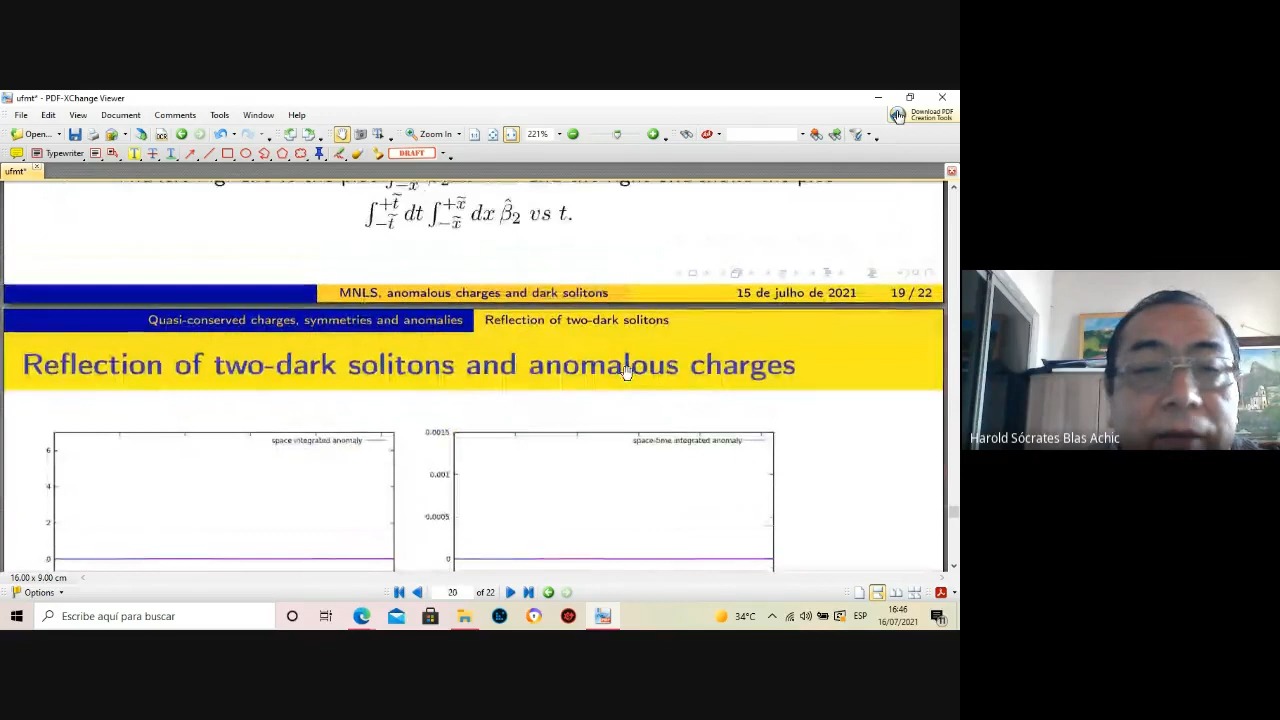 ufmt* - PDF-XChange Viewer
File Edit View Document Comments Tools Window Help
Download PDF
Creation Tools
Open... OCR Zoom In 221%
Typewriter DRAFT
ufmt*
∫_{-t̃}^{+t̃} dt ∫_{-x̃}^{+x̃} dx β̂₂ vs t.
MNLS, anomalous charges and dark solitons 15 de julho de 2021 19 / 22
Quasi-conserved charges, symmetries and anomalies Reflection of two-dark solitons
Reflection of two-dark solitons and anomalous charges
space integrated anomaly
6
4
2
0
0.0015 space-time integrated anomaly
0.001
0.0005
0
Harold Sócrates Blas Achic
16.00 x 9.00 cm
Options 20 of 22
Escribe aquí para buscar
34°C ESP 16:46
16/07/2021